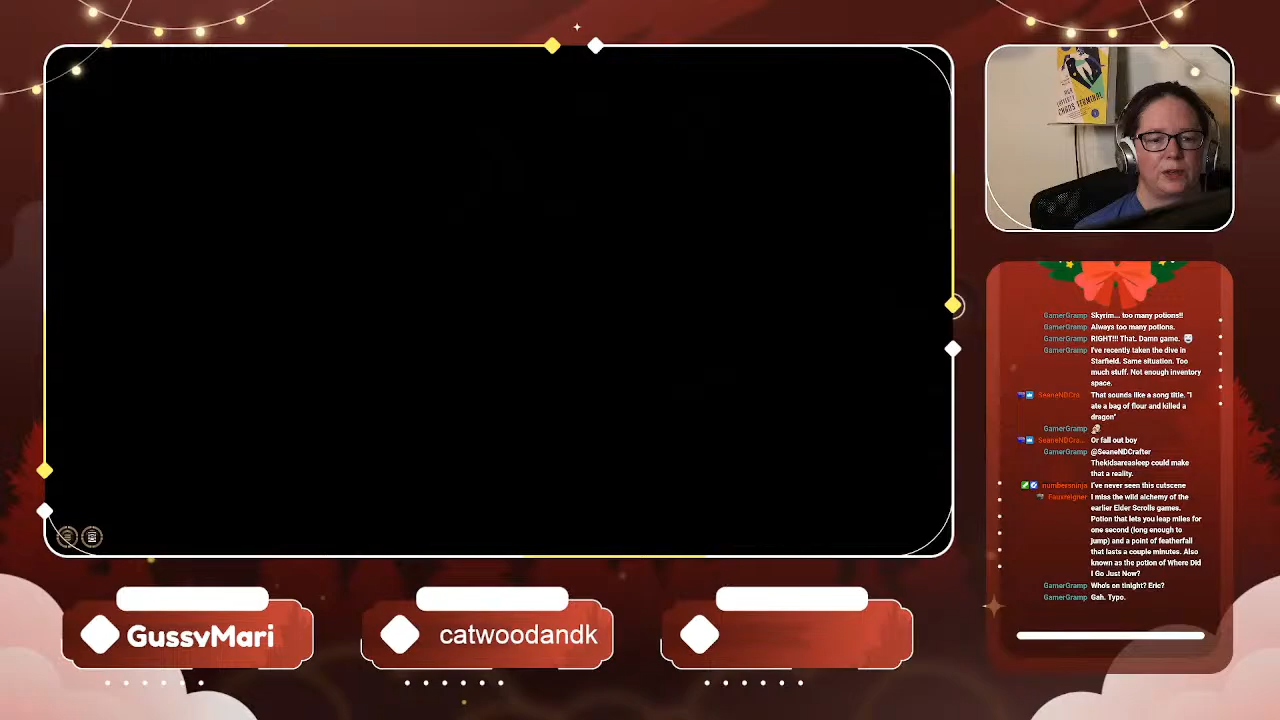 CHAOS TERMINAL
GamerGramp Skyrim... too many potions!!
GamerGramp Always too many potions.
GamerGramp RIGHT!!! That. Damn game.
GamerGramp I've recently taken the dive in
Starfield. Same situation. Too
much stuff. Not enough inventory
space.
SeaneNDCra... That sounds like a song title. "I
ate a bag of flour and killed a
dragon"
GamerGramp
SeaneNDCra... Or fall out boy
GamerGramp @SeaneNDCrafter
Thekidsareasleep could make
that a reality.
numbersninja I've never seen this cutscene
Fauxreigner I miss the wild alchemy of the
earlier Elder Scrolls games.
Potion that lets you leap miles for
one second (long enough to
jump) and a point of featherfall
that lasts a couple minutes. Also
known as the potion of Where Did
I Go Just Now?
GamerGramp Who's on tinight? Eric?
GamerGramp Gah. Typo.
GussyMari
catwoodandk